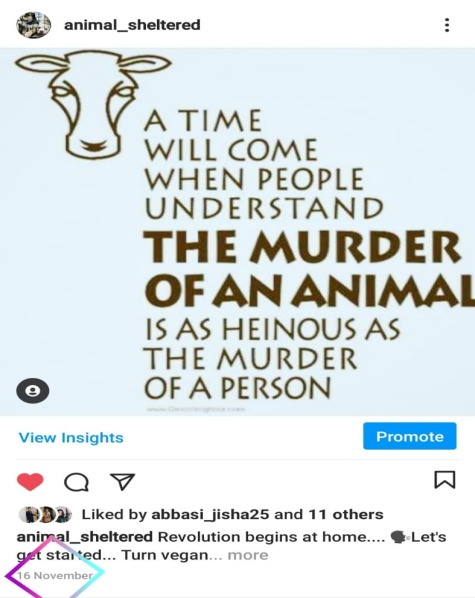 animal_sheltered
A TIME
WILL COME
WHEN PEOPLE
UNDERSTAND
THE MURDER
OF AN ANIMAL
IS AS HEINOUS AS
THE MURDER
OF A PERSON
View Insights
Promote
Liked by abbasi_jisha25 and 11 others
animal_sheltered Revolution begins at home.... 🗣Let's
get started... Turn vegan... more
16 November